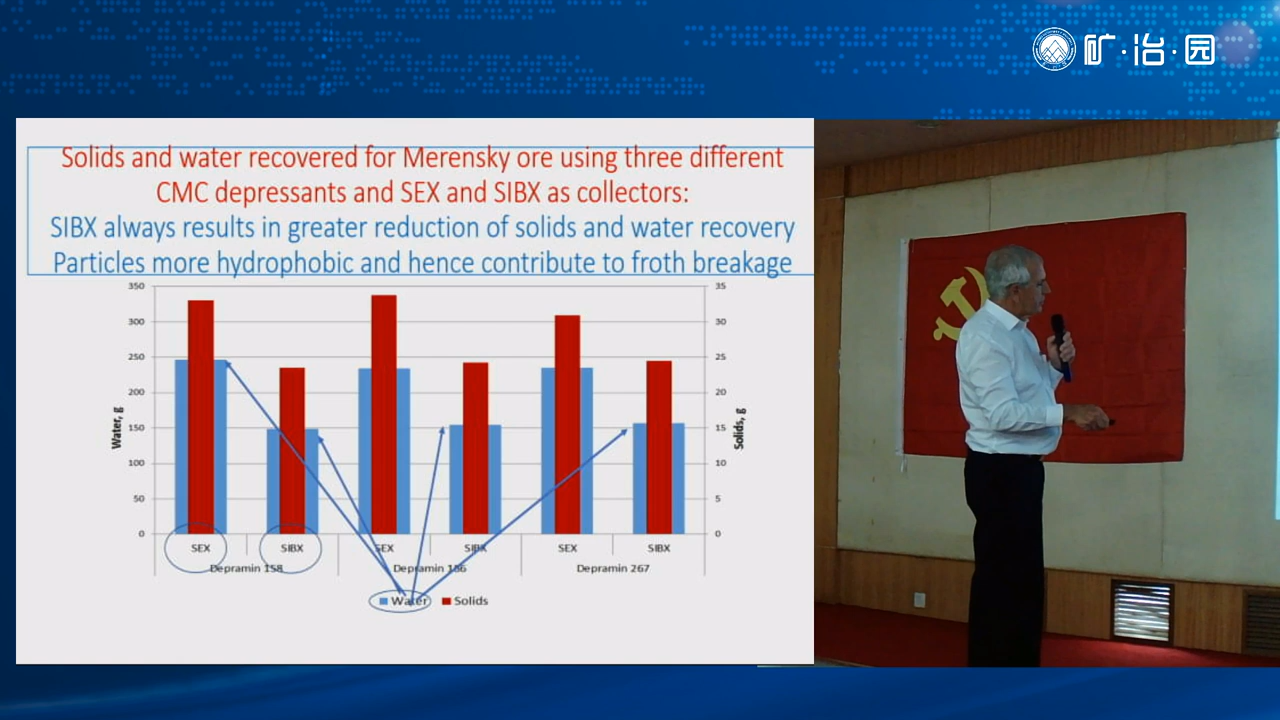 矿·冶·园
Solids and water recovered for Merensky ore using three different
CMC depressants and SEX and SIBX as collectors:
SIBX always results in greater reduction of solids and water recovery
Particles more hydrophobic and hence contribute to froth breakage
350
300
250
200
150
100
50
0
Water, g
35
30
25
20
15
10
5
0
Solids, g
SEX SIBX SEX SIBX SEX SIBX
Depramin 158 Depramin 186 Depramin 267
Water Solids